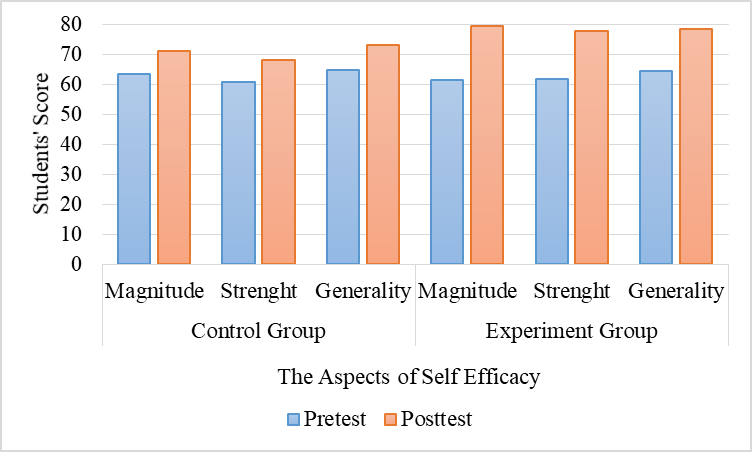 80
70
60
50
40
30
20
10
0
Students' Score
Magnitude Strenght Generality Magnitude Strenght Generality
Control Group Experiment Group
The Aspects of Self Efficacy
Pretest Posttest